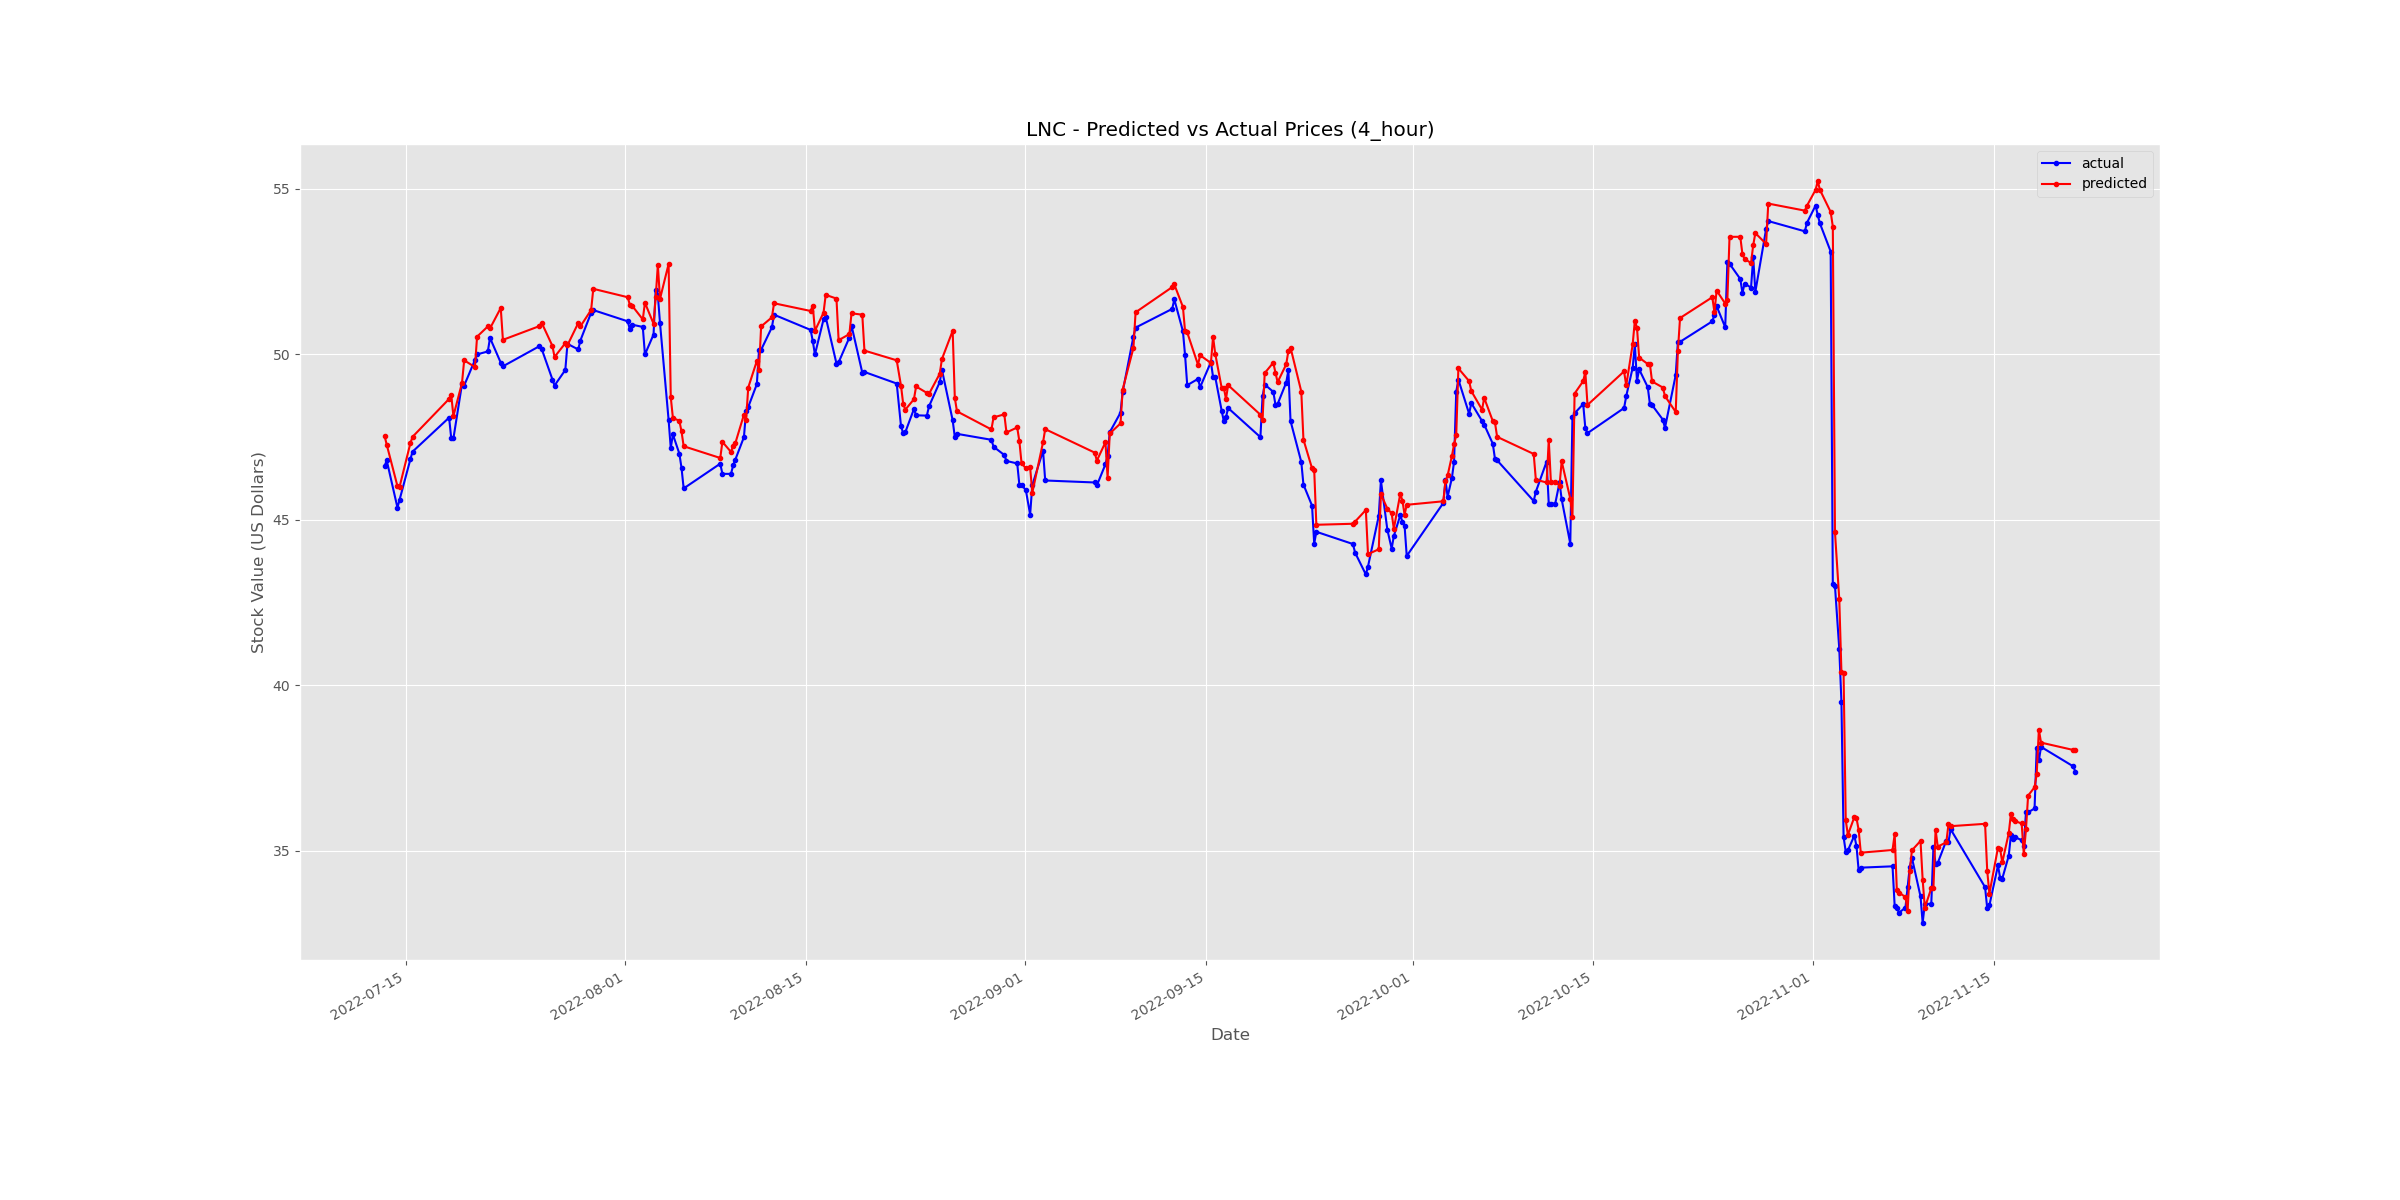 LNC - Predicted vs Actual Prices (4_hour)
actual
predicted
55
50
45
40
35
Stock Value (US Dollars)
2022-07-15
2022-08-01
2022-08-15
2022-09-01
2022-09-15
2022-10-01
2022-10-15
2022-11-01
2022-11-15
Date